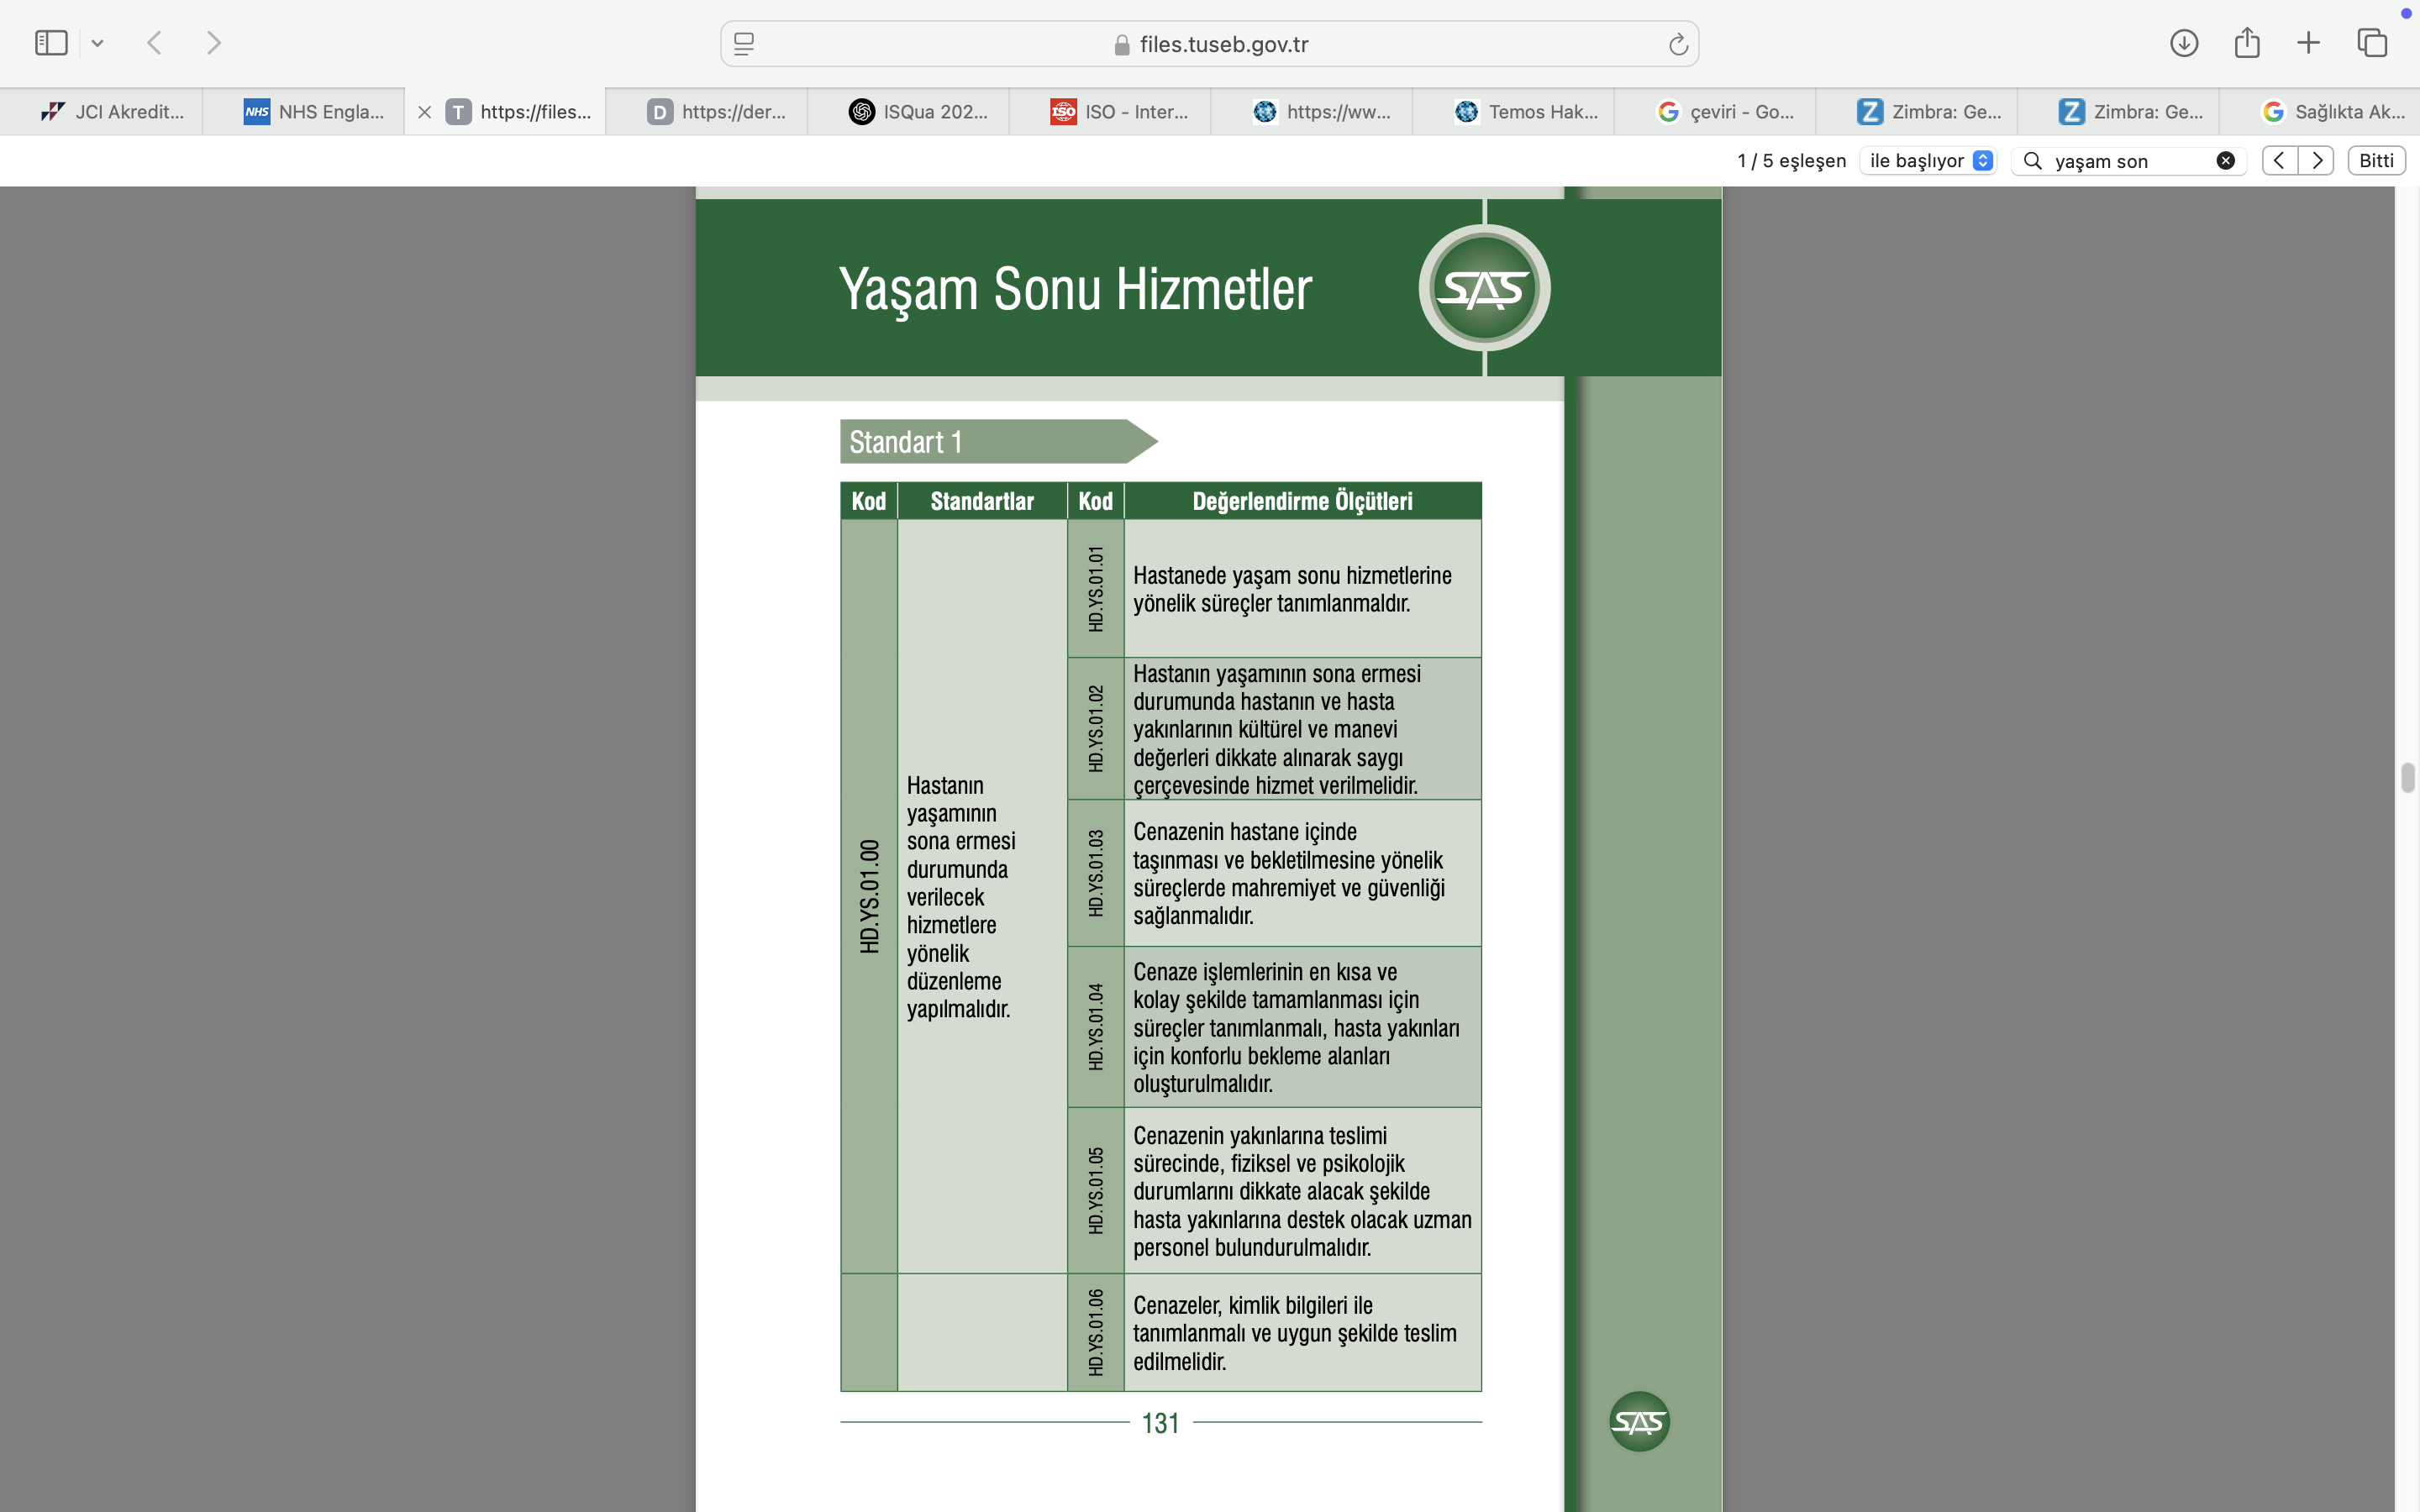 files.tuseb.gov.tr
JCI Akredit...
NHS NHS Engla...
T https://files...
D https://der...
ISQua 202...
ISO ISO - Inter...
https://ww...
Temos Hak...
G çeviri - Go...
Z Zimbra: Ge...
Z Zimbra: Ge...
G Sağlıkta Ak...
1 / 5 eşleşen
ile başlıyor
yaşam son
Bitti
Yaşam Sonu Hizmetler
SAS
Standart 1
Kod Standartlar Kod Değerlendirme Ölçütleri
HD.YS.01.00
Hastanın
yaşamının
sona ermesi
durumunda
verilecek
hizmetlere
yönelik
düzenleme
yapılmalıdır.
HD.YS.01.01
Hastanede yaşam sonu hizmetlerine
yönelik süreçler tanımlanmaldır.
HD.YS.01.02
Hastanın yaşamının sona ermesi
durumunda hastanın ve hasta
yakınlarının kültürel ve manevi
değerleri dikkate alınarak saygı
çerçevesinde hizmet verilmelidir.
HD.YS.01.03
Cenazenin hastane içinde
taşınması ve bekletilmesine yönelik
süreçlerde mahremiyet ve güvenliği
sağlanmalıdır.
HD.YS.01.04
Cenaze işlemlerinin en kısa ve
kolay şekilde tamamlanması için
süreçler tanımlanmalı, hasta yakınları
için konforlu bekleme alanları
oluşturulmalıdır.
HD.YS.01.05
Cenazenin yakınlarına teslimi
sürecinde, fiziksel ve psikolojik
durumlarını dikkate alacak şekilde
hasta yakınlarına destek olacak uzman
personel bulundurulmalıdır.
HD.YS.01.06
Cenazeler, kimlik bilgileri ile
tanımlanmalı ve uygun şekilde teslim
edilmelidir.
131
SAS